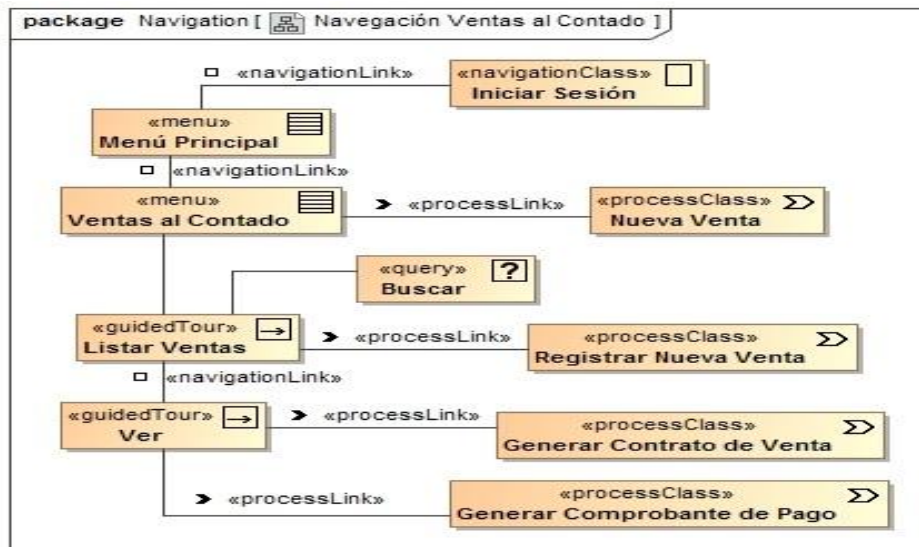 package Navigation [ Navegación Ventas al Contado ]
«navigationLink»
«navigationClass»
Iniciar Sesión
«menu»
Menú Principal
«navigationLink»
«menu»
Ventas al Contado
«processLink»
«processClass»
Nueva Venta
«query»
Buscar
?
«guidedTour»
Listar Ventas
«processLink»
«processClass»
Registrar Nueva Venta
«navigationLink»
«guidedTour»
Ver
«processLink»
«processClass»
Generar Contrato de Venta
«processLink»
«processClass»
Generar Comprobante de Pago